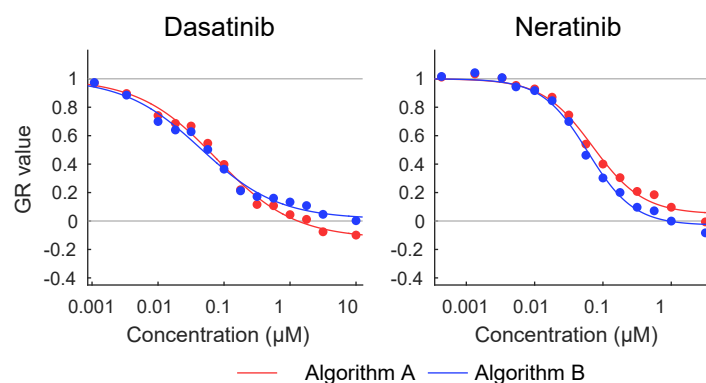 Dasatinib
Neratinib
GR value
1
0.8
0.6
0.4
0.2
0
-0.2
-0.4
1
0.8
0.6
0.4
0.2
0
-0.2
-0.4
0.001 0.01 0.1 1 10
0.001 0.01 0.1 1
Concentration (µM)
Concentration (µM)
Algorithm A
Algorithm B